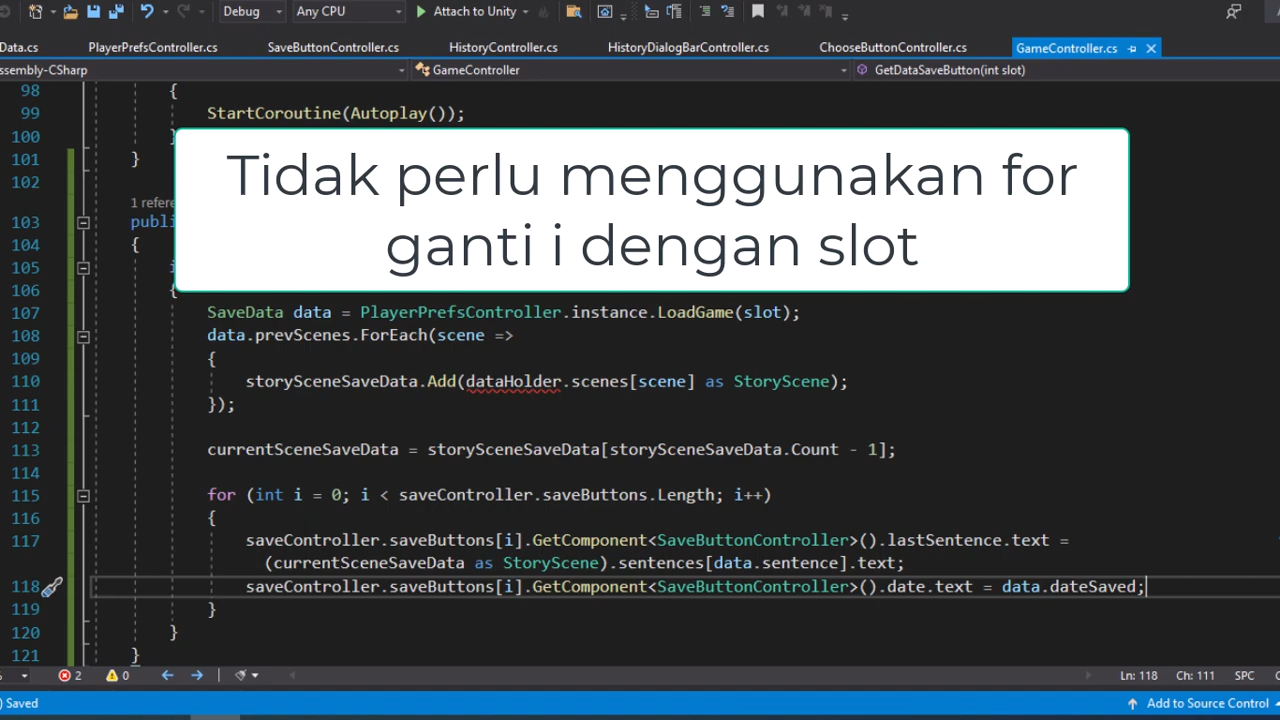 Debug
Any CPU
Attach to Unity
Data.cs
PlayerPrefsController.cs
SaveButtonController.cs
HistoryController.cs
HistoryDialogBarController.cs
ChooseButtonController.cs
GameController.cs
ssembly-CSharp
GameController
GetDataSaveButton(int slot)
98 {
99 StartCoroutine(Autoplay());
100 }
101 }
102
1 refere
103 publi
104 {
105 i
106 {
Tidak perlu menggunakan for
ganti i dengan slot
107 SaveData data = PlayerPrefsController.instance.LoadGame(slot);
108 data.prevScenes.ForEach(scene =>
109 {
110 storySceneSaveData.Add(dataHolder.scenes[scene] as StoryScene);
111 });
112
113 currentSceneSaveData = storySceneSaveData[storySceneSaveData.Count - 1];
114
115 for (int i = 0; i < saveController.saveButtons.Length; i++)
116 {
117 saveController.saveButtons[i].GetComponent<SaveButtonController>().lastSentence.text =
(currentSceneSaveData as StoryScene).sentences[data.sentence].text;
118 saveController.saveButtons[i].GetComponent<SaveButtonController>().date.text = data.dateSaved;
119 }
120 }
121 }
2
0
Ln: 118
Ch: 111
SPC
Saved
Add to Source Control